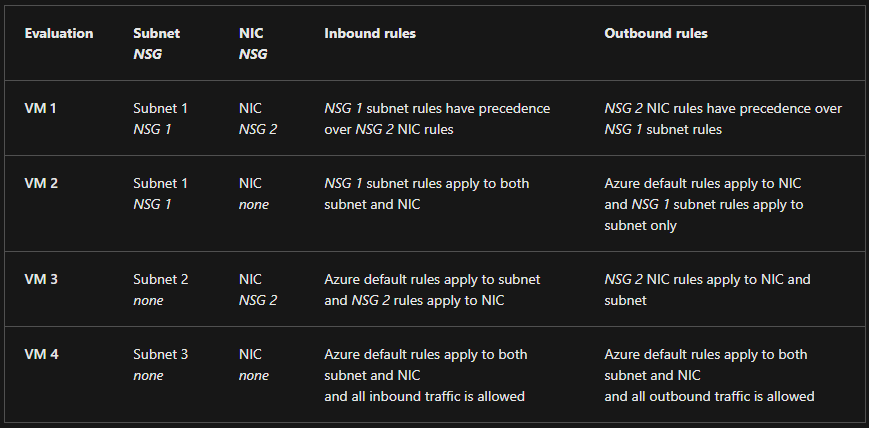 Evaluation Subnet NIC Inbound rules Outbound rules
NSG NSG
VM 1 Subnet 1 NIC NSG 1 subnet rules have precedence NSG 2 NIC rules have precedence over
NSG 1 NSG 2 over NSG 2 NIC rules NSG 1 subnet rules
VM 2 Subnet 1 NIC NSG 1 subnet rules apply to both Azure default rules apply to NIC
NSG 1 none subnet and NIC and NSG 1 subnet rules apply to
subnet only
VM 3 Subnet 2 NIC Azure default rules apply to subnet NSG 2 NIC rules apply to NIC and
none NSG 2 and NSG 2 rules apply to NIC subnet
VM 4 Subnet 3 NIC Azure default rules apply to both Azure default rules apply to both
none none subnet and NIC subnet and NIC
and all inbound traffic is allowed and all outbound traffic is allowed